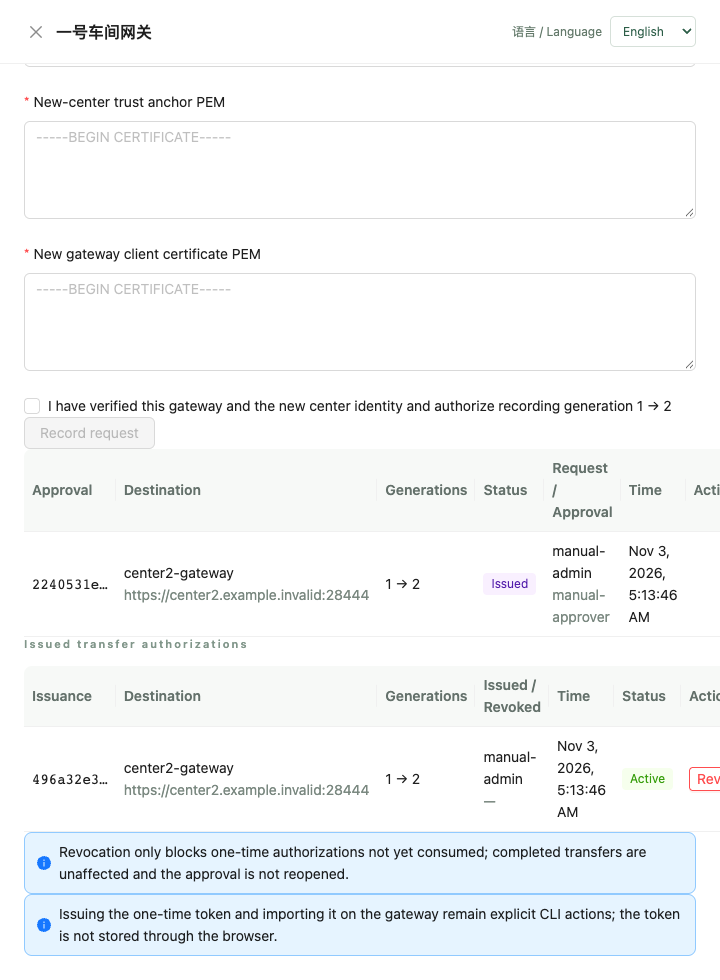 一号车间网关
语言 / Language
English
* New-center trust anchor PEM
-----BEGIN CERTIFICATE-----
* New gateway client certificate PEM
-----BEGIN CERTIFICATE-----
I have verified this gateway and the new center identity and authorize recording generation 1 → 2
Record request
Approval
Destination
Generations
Status
Request
/
Approval
Time
Acti
2240531e…
center2-gateway
https://center2.example.invalid:28444
1 → 2
Issued
manual-
admin
manual-
approver
Nov 3,
2026,
5:13:46
AM
Issued transfer authorizations
Issuance
Destination
Generations
Issued /
Revoked
Time
Status
Actio
496a32e3…
center2-gateway
https://center2.example.invalid:28444
1 → 2
manual-
admin
—
Nov 3,
2026,
5:13:46
AM
Active
Rev
Revocation only blocks one-time authorizations not yet consumed; completed transfers are
unaffected and the approval is not reopened.
Issuing the one-time token and importing it on the gateway remain explicit CLI actions; the token
is not stored through the browser.